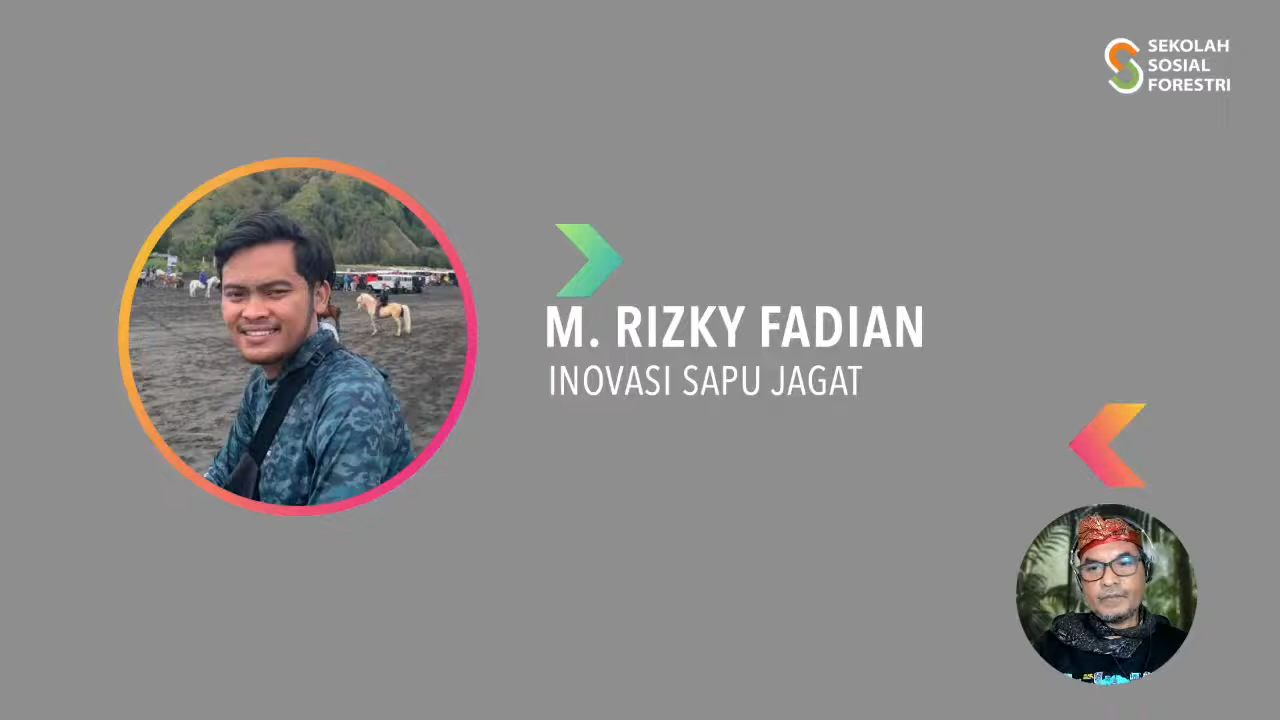 SEKOLAH
SOSIAL
FORESTRI
M. RIZKY FADIAN
INOVASI SAPU JAGAT